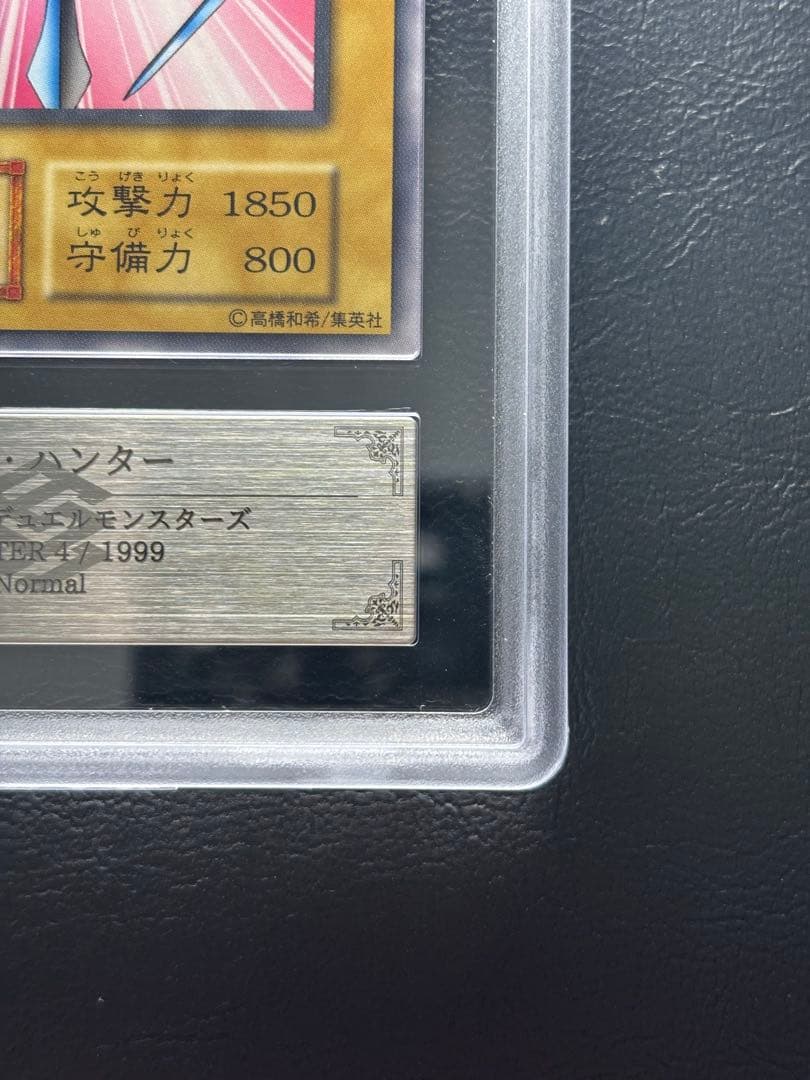 こうげきりょく
攻撃力 1850
しゅびりょく
守備力 800
©高橋和希/集英社
・ハンター
デュエルモンスターズ
TER 4 / 1999
Normal